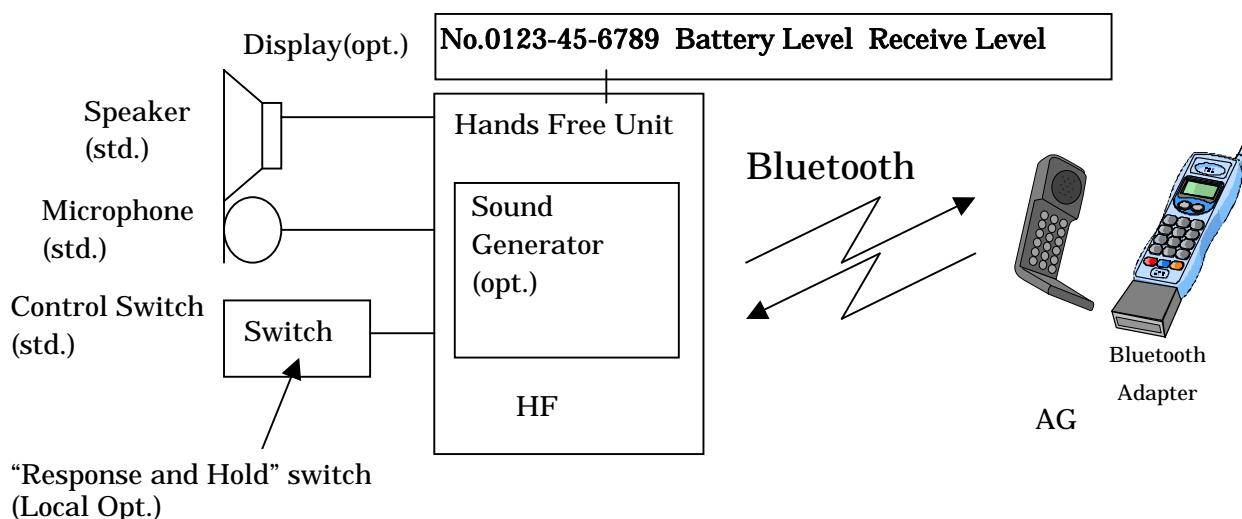 Display(opt.)
No.0123-45-6789 Battery Level Receive Level
Speaker
(std.)
Hands Free Unit
Bluetooth
Microphone
(std.)
Sound
Generator
(opt.)
Control Switch
(std.)
Switch
HF
Bluetooth
Adapter
AG
“Response and Hold” switch
(Local Opt.)